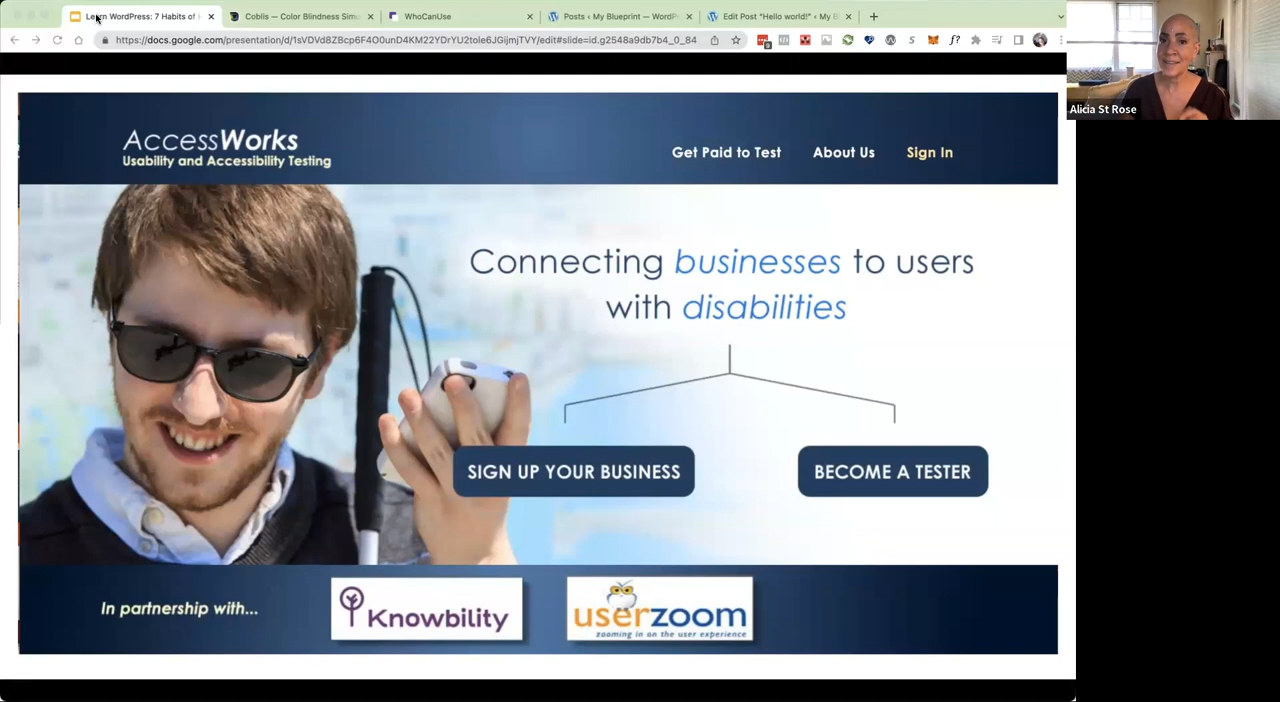 Learn WordPress: 7 Habits of H
Coblis — Color Blindness Simu
WhoCanUse
Posts ‹ My Blueprint — WordP
Edit Post "Hello world!" ‹ My B
https://docs.google.com/presentation/d/1sVDVd8ZBcp6F4O0unD4KM22YDrYU2tole6JGijmjTVY/edit#slide=id.g2548a9db7b4_0_84
Alicia St Rose
AccessWorks
Usability and Accessibility Testing
Get Paid to Test
About Us
Sign In
Connecting businesses to users
with disabilities
SIGN UP YOUR BUSINESS
BECOME A TESTER
In partnership with...
Knowbility
userzoom
zooming in on the user experience